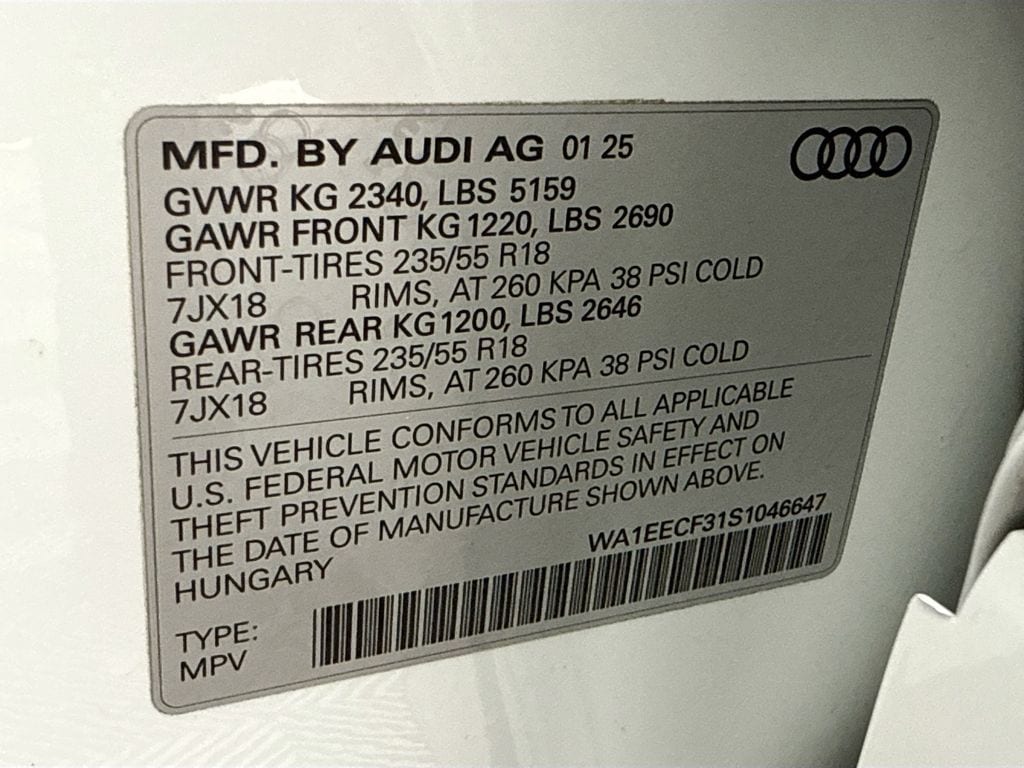 MFD. BY AUDI AG 01 25
GVWR KG 2340, LBS 5159
GAWR FRONT KG 1220, LBS 2690
FRONT-TIRES 235/55 R18
7JX18 RIMS, AT 260 KPA 38 PSI COLD
GAWR REAR KG 1200, LBS 2646
REAR-TIRES 235/55 R18
7JX18 RIMS, AT 260 KPA 38 PSI COLD
THIS VEHICLE CONFORMS TO ALL APPLICABLE
U.S. FEDERAL MOTOR VEHICLE SAFETY AND
THEFT PREVENTION STANDARDS IN EFFECT ON
THE DATE OF MANUFACTURE SHOWN ABOVE.
HUNGARY WA1EECF31S1046647
TYPE:
MPV